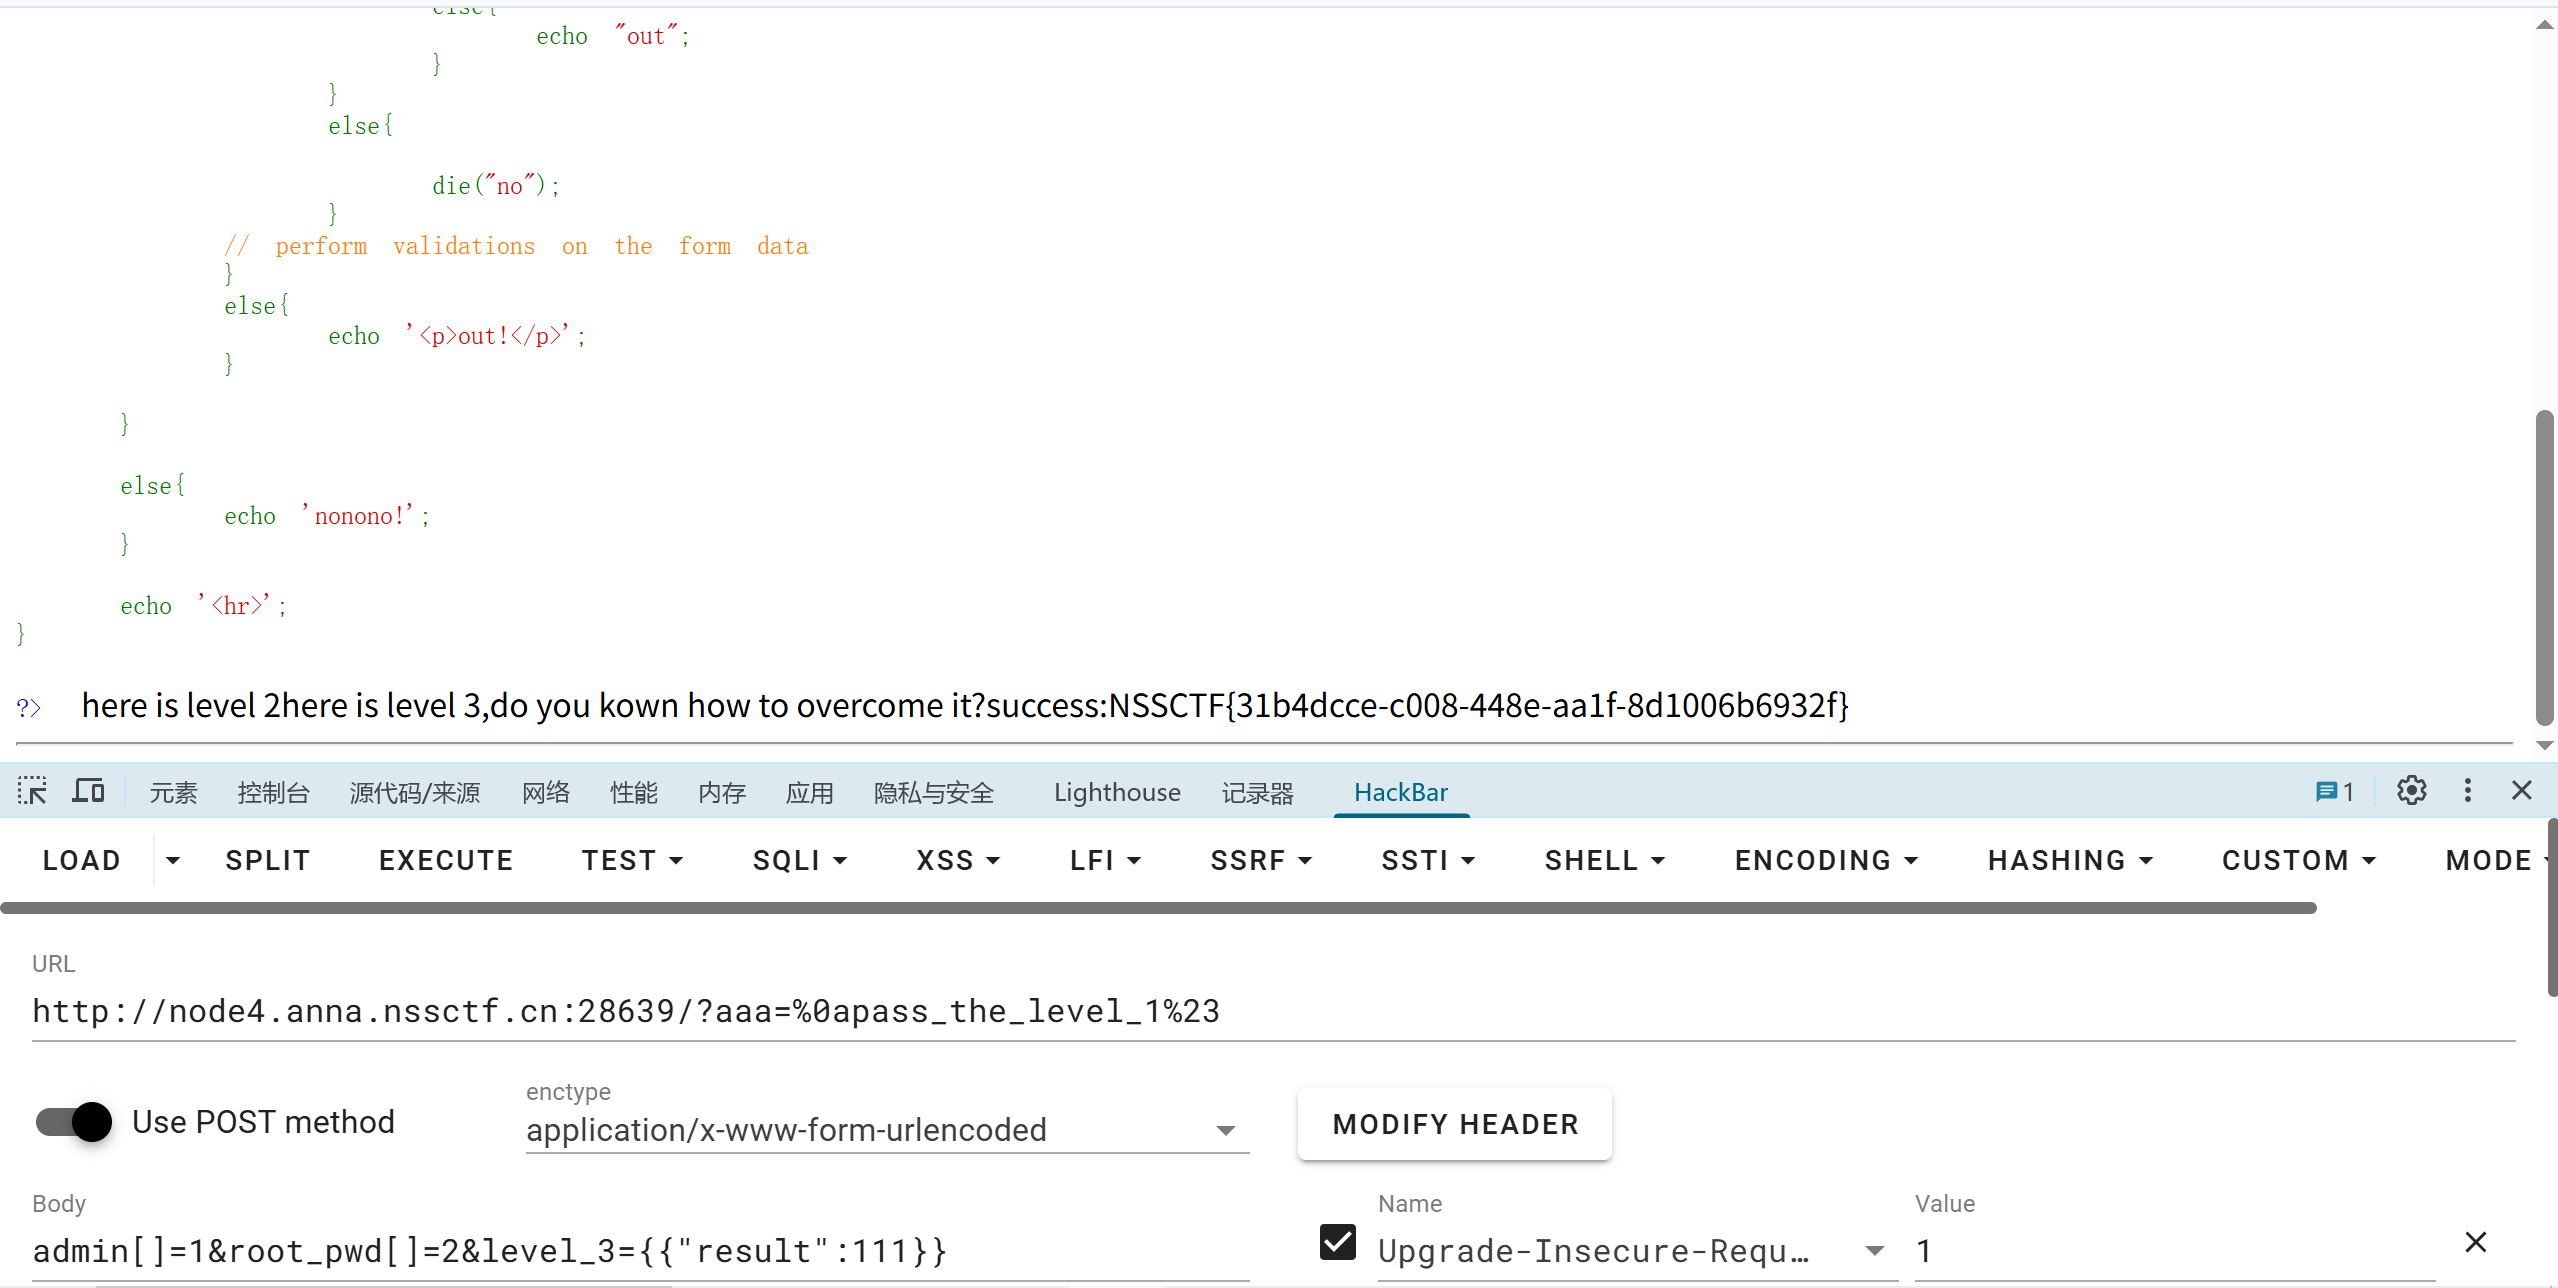 else{
echo "out";
}
}
else{
die("no");
}
// perform validations on the form data
}
else{
echo '<p>out!</p>';
}
}
else{
echo 'nonono!';
}
echo '<hr>';
}
?> here is level 2here is level 3,do you kown how to overcome it?success:NSSCTF{31b4dcce-c008-448e-aa1f-8d1006b6932f}
元素 控制台 源代码/来源 网络 性能 内存 应用 隐私与安全 Lighthouse 记录器 HackBar 1
LOAD SPLIT EXECUTE TEST SQLI XSS LFI SSRF SSTI SHELL ENCODING HASHING CUSTOM MODE
URL
http://node4.anna.nssctf.cn:28639/?aaa=%0apass_the_level_1%23
Use POST method
enctype
application/x-www-form-urlencoded
MODIFY HEADER
Body
admin[]=1&root_pwd[]=2&level_3={{"result":111}}
Name
Upgrade-Insecure-Requ…
Value
1